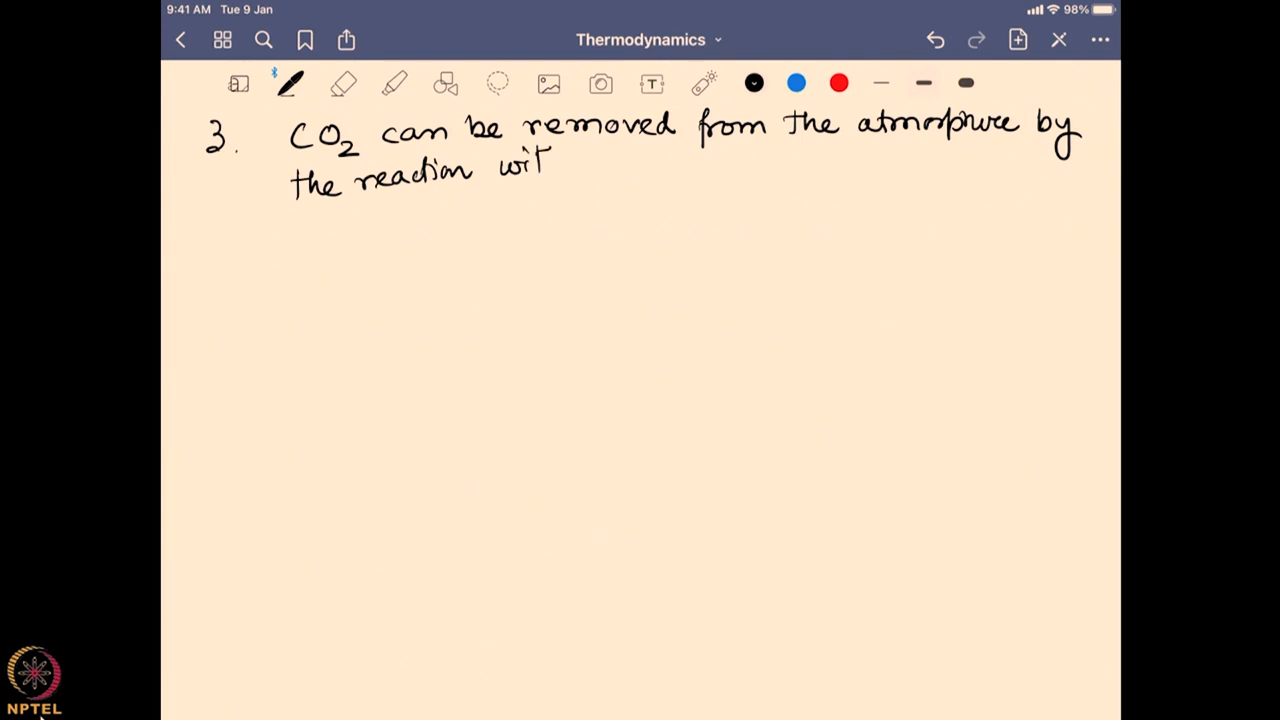 9:41 AM Tue 9 Jan
98%
Thermodynamics
T
3. CO₂ can be removed from the atmosphere by
the reaction wit
NPTEL